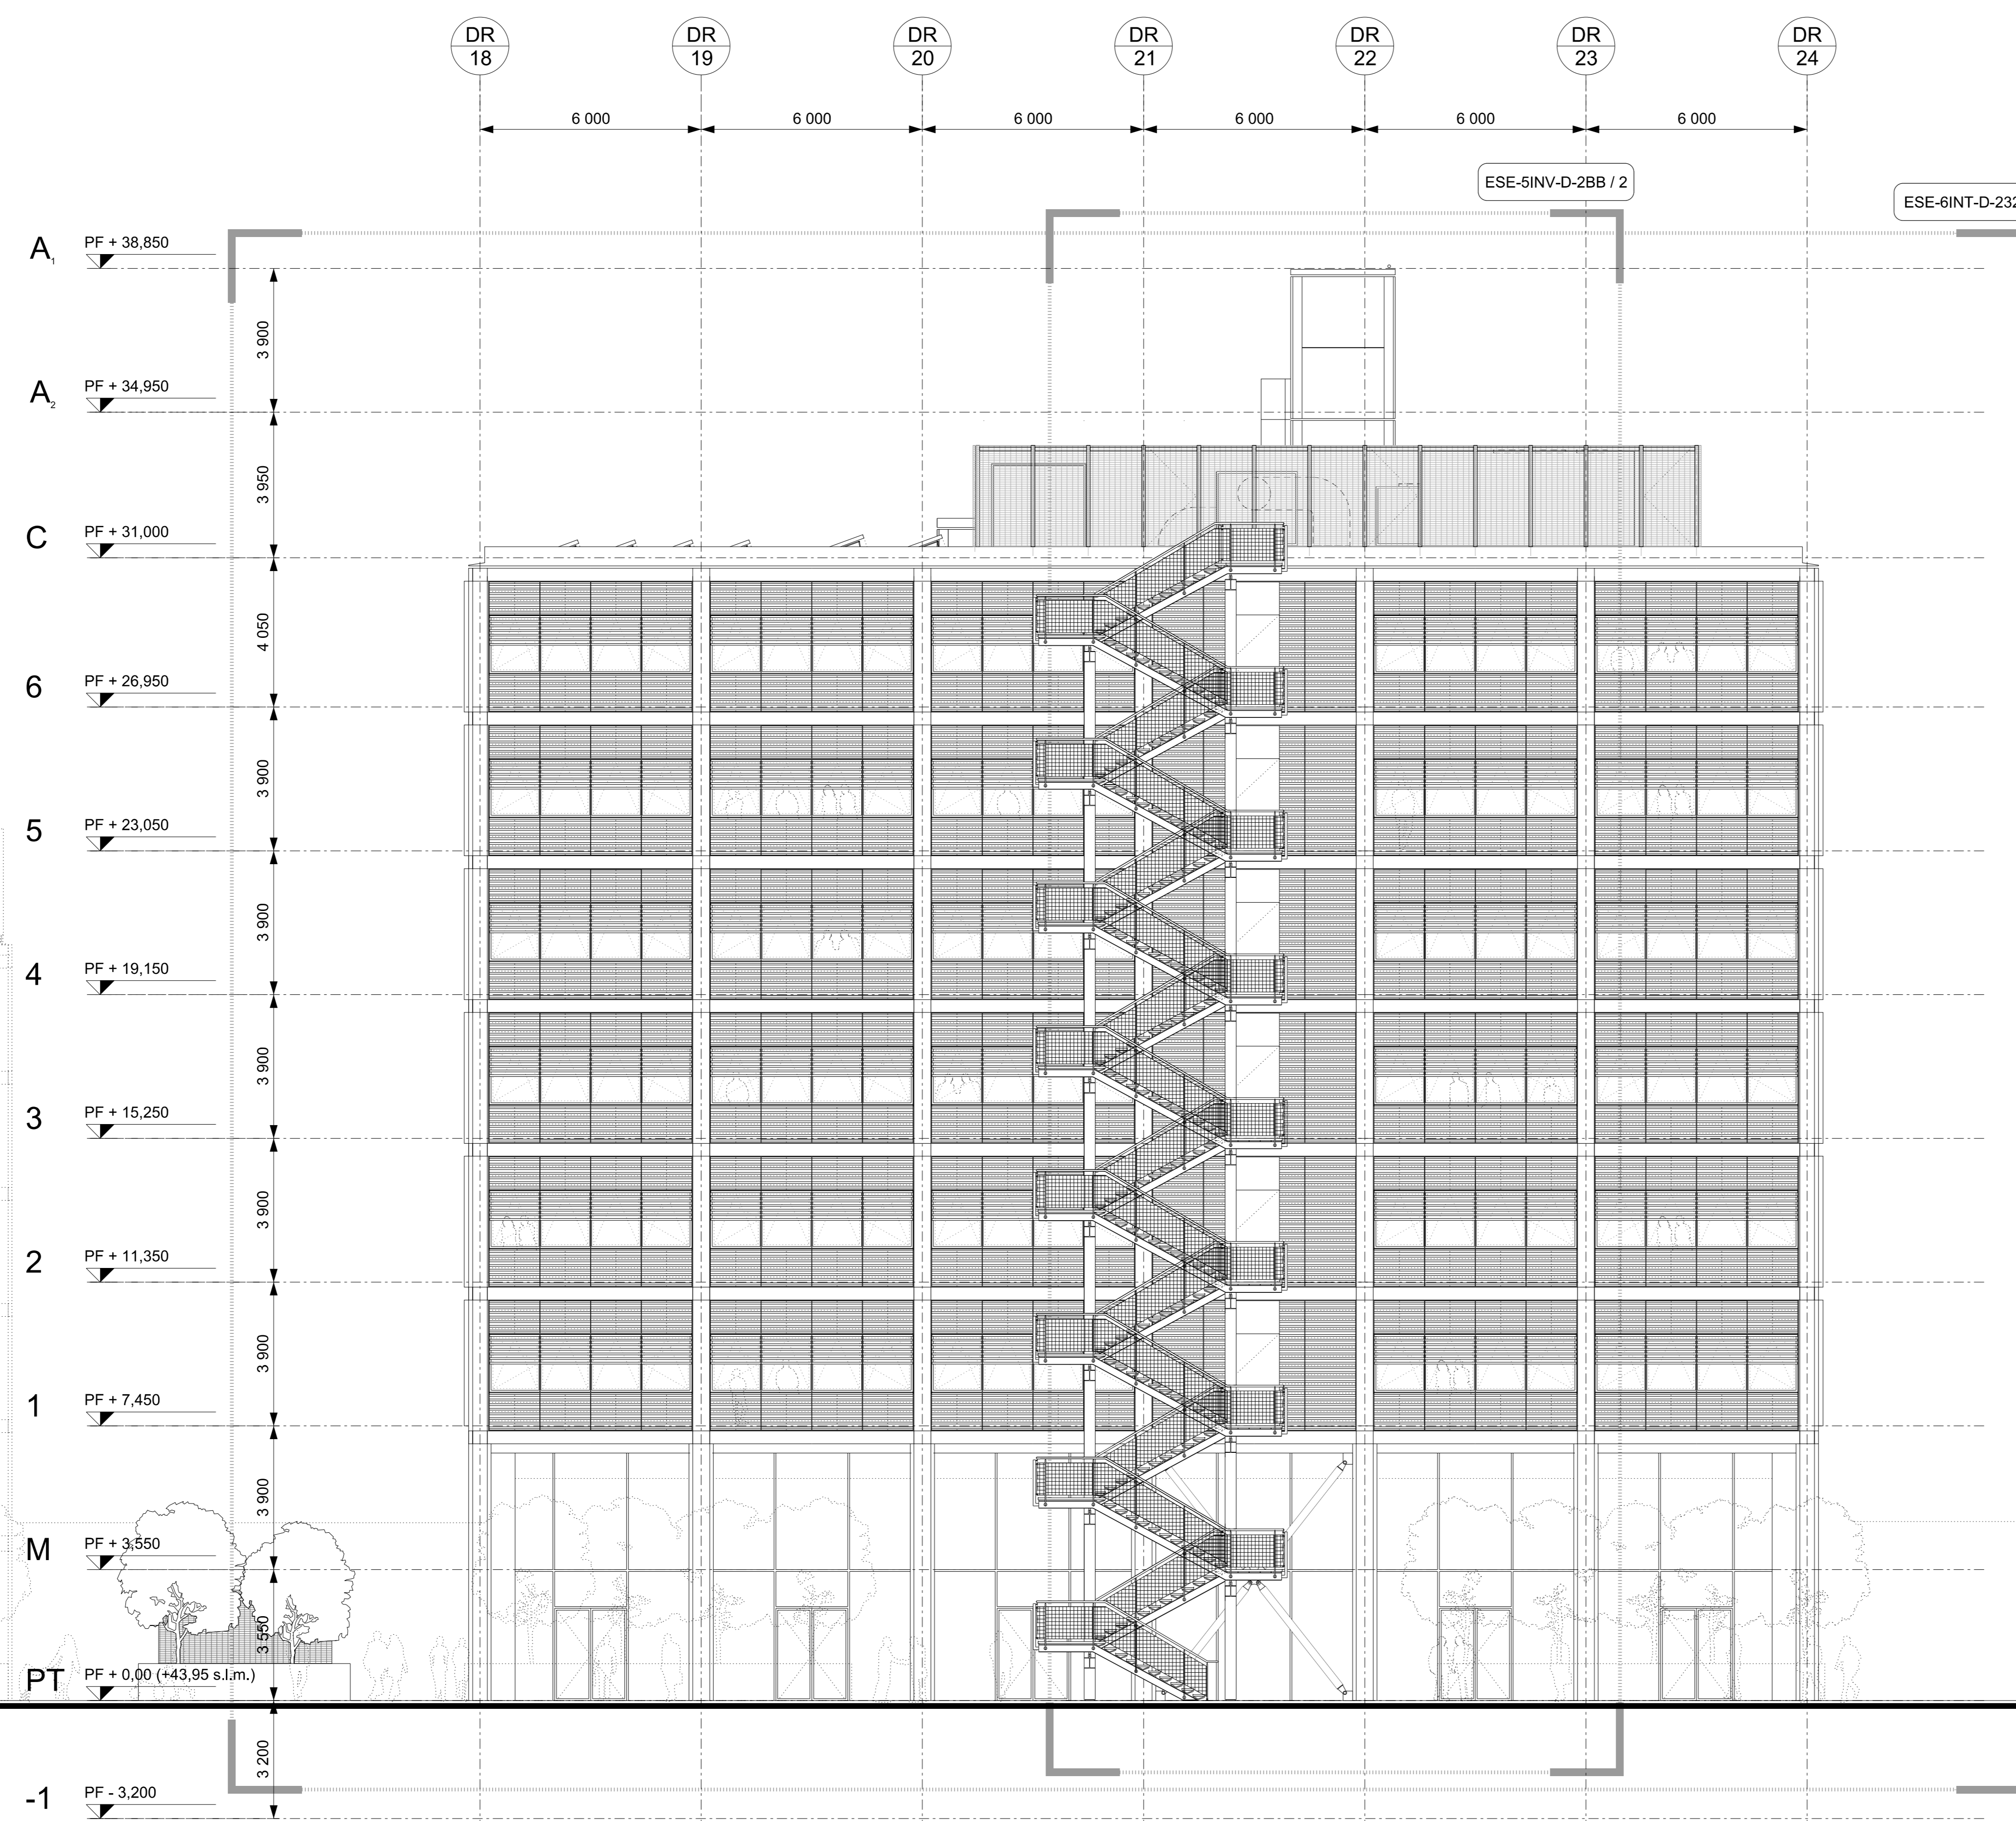 DR DR DR DR DR DR DR
18 19 20 21 22 23 24
6 000 6 000 6 000 6 000 6 000 6 000
ESE-5INV-D-2BB / 2
ESE-6INT-D-232
A1 PF + 38,850
3 900
A2 PF + 34,950
3 950
C PF + 31,000
4 050
6 PF + 26,950
3 900
5 PF + 23,050
3 900
4 PF + 19,150
3 900
3 PF + 15,250
3 900
2 PF + 11,350
3 900
1 PF + 7,450
3 900
M PF + 3,550
3 550
PT PF + 0,00 (+43,95 s.l.m.)
3 200
-1 PF - 3,200